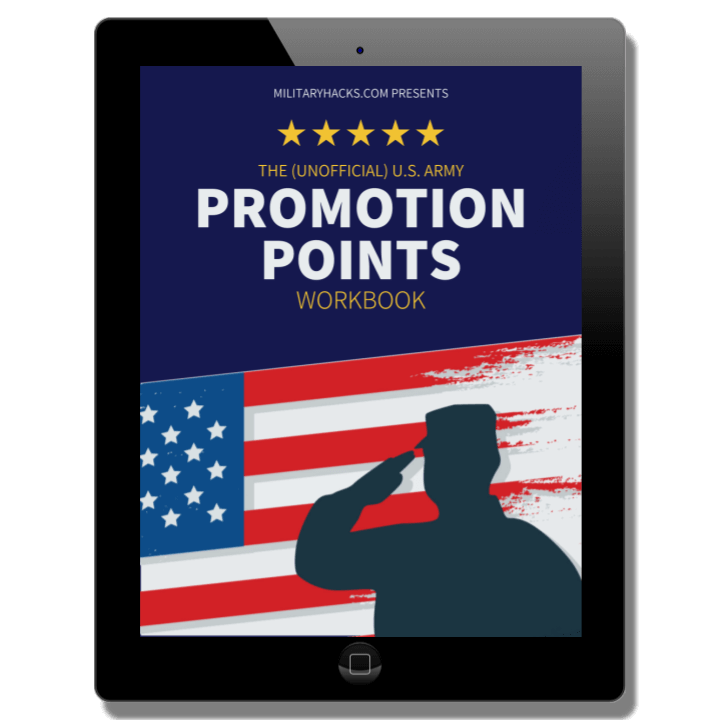 MILITARYHACKS.COM PRESENTS
THE (UNOFFICIAL) U.S. ARMY
PROMOTION
POINTS
WORKBOOK